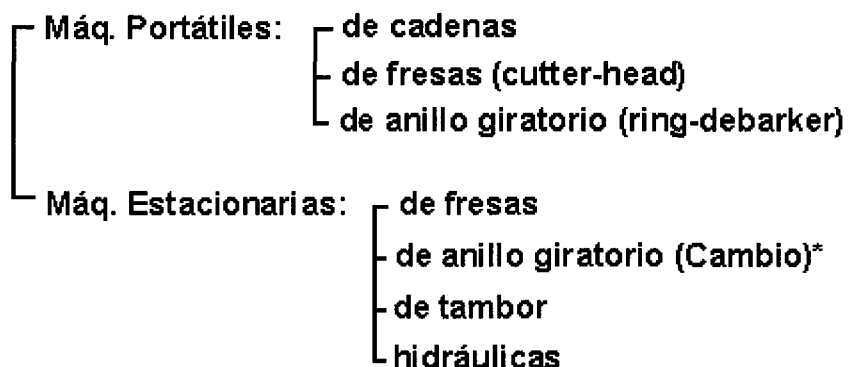 Máq. Portátiles:
de cadenas
de fresas (cutter-head)
de anillo giratorio (ring-debarker)
Máq. Estacionarias:
de fresas
de anillo giratorio (Cambio)*
de tambor
hidráulicas